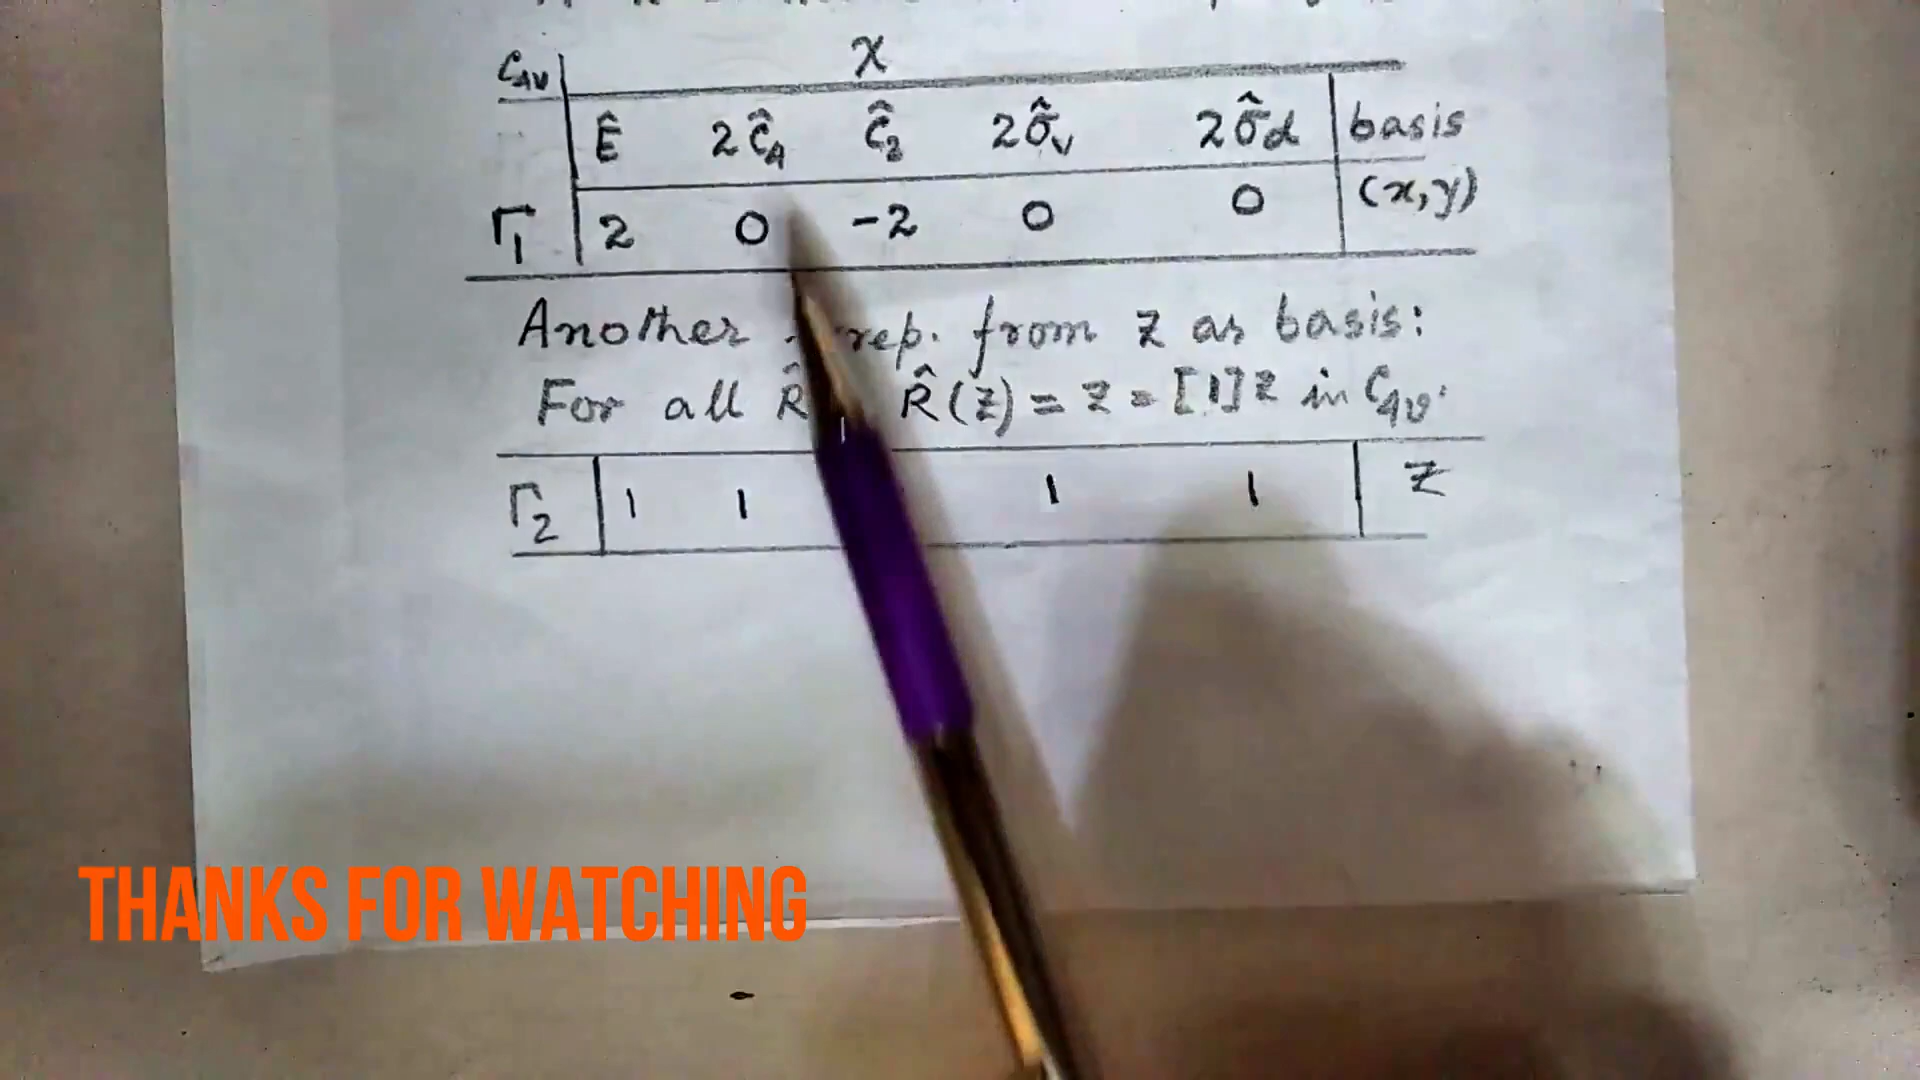 χ
C4v
Ê 2Ĉ4 Ĉ2 2σ̂v 2σ̂d basis
Γ1 2 0 -2 0 0 (x,y)
Another rep. from z as basis:
For all R̂ R̂(z) = z = [1]z in C4v.
Γ2 1 1 1 1 z
THANKS FOR WATCHING